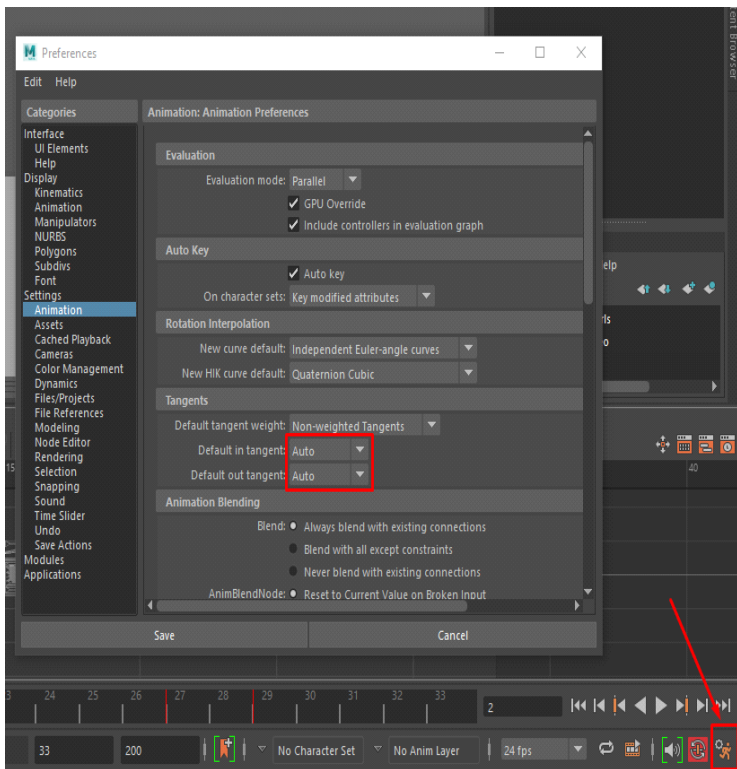 Preferences
Edit Help
Categories
Interface
UI Elements
Help
Display
Kinematics
Animation
Manipulators
NURBS
Polygons
Subdivs
Font
Settings
Animation
Assets
Cached Playback
Cameras
Color Management
Dynamics
Files/Projects
File References
Modeling
Node Editor
Rendering
Selection
Snapping
Sound
Time Slider
Undo
Save Actions
Modules
Applications
Animation: Animation Preferences
Evaluation
Evaluation mode: Parallel
GPU Override
Include controllers in evaluation graph
Auto Key
Auto key
On character sets: Key modified attributes
Rotation Interpolation
New curve default: Independent Euler-angle curves
New HIK curve default: Quaternion Cubic
Tangents
Default tangent weight: Non-weighted Tangents
Default in tangent: Auto
Default out tangent: Auto
Animation Blending
Blend: Always blend with existing connections
Blend with all except constraints
Never blend with existing connections
AnimBlendNode: Reset to Current Value on Broken Input
Save Cancel
Browser
40
24 25 26 27 28 29 30 31 32 33
2
33 200 No Character Set No Anim Layer 24 fps